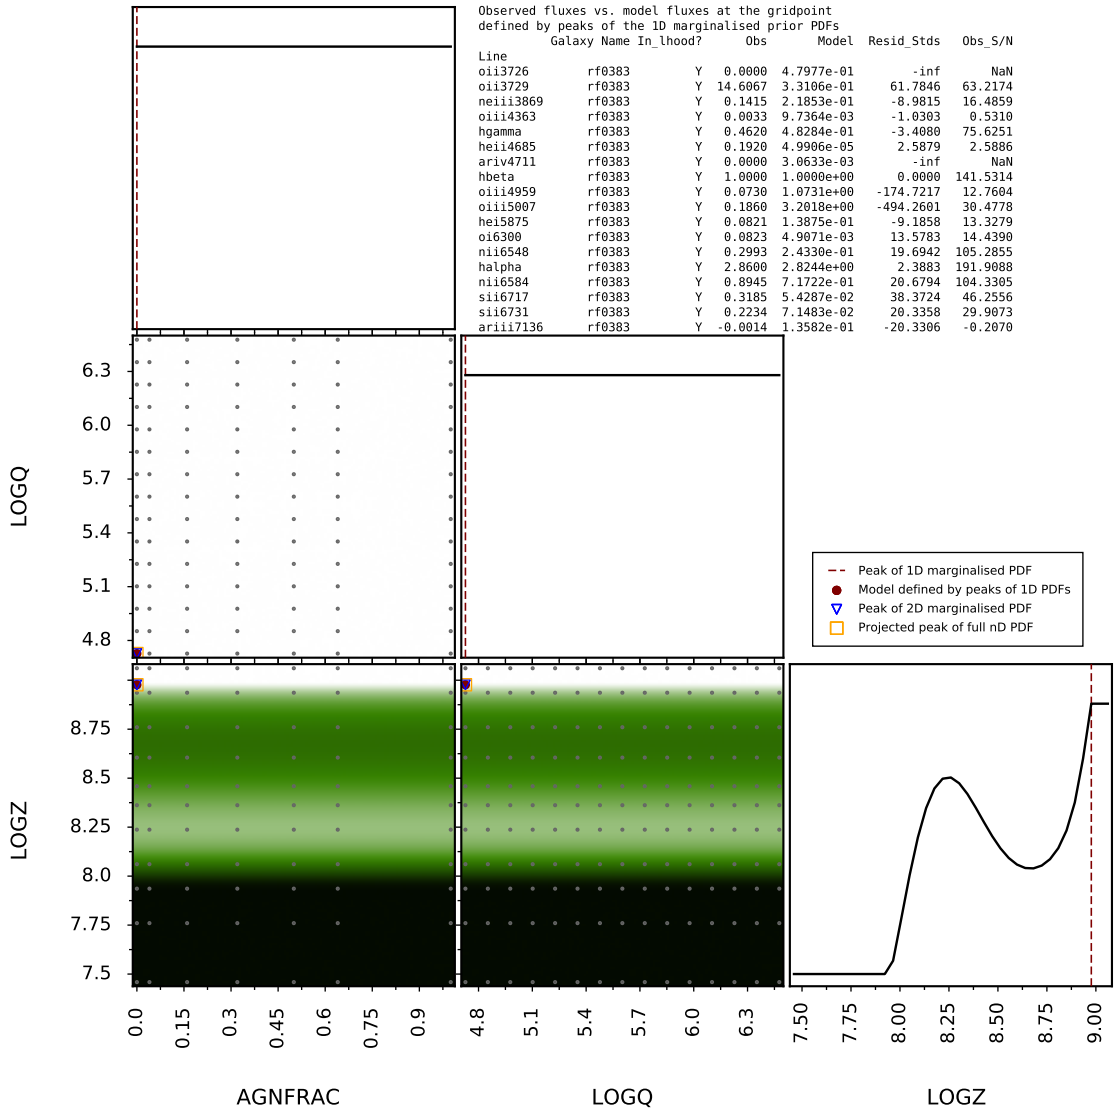 Observed fluxes vs. model fluxes at the gridpoint
defined by peaks of the 1D marginalised prior PDFs
Galaxy Name In_lhood? Obs Model Resid_Stds Obs_S/N
Line
oii3726 rf0383 Y 0.0000 4.7977e-01 -inf NaN
oii3729 rf0383 Y 14.6067 3.3106e-01 61.7846 63.2174
neiii3869 rf0383 Y 0.1415 2.1853e-01 -8.9815 16.4859
oiii4363 rf0383 Y 0.0033 9.7364e-03 -1.0303 0.5310
hgamma rf0383 Y 0.4620 4.8284e-01 -3.4080 75.6251
heii4685 rf0383 Y 0.1920 4.9906e-05 2.5879 2.5886
ariv4711 rf0383 Y 0.0000 3.0633e-03 -inf NaN
hbeta rf0383 Y 1.0000 1.0000e+00 0.0000 141.5314
oiii4959 rf0383 Y 0.0730 1.0731e+00 -174.7217 12.7604
oiii5007 rf0383 Y 0.1860 3.2018e+00 -494.2601 30.4778
hei5875 rf0383 Y 0.0821 1.3875e-01 -9.1858 13.3279
oi6300 rf0383 Y 0.0823 4.9071e-03 13.5783 14.4390
nii6548 rf0383 Y 0.2993 2.4330e-01 19.6942 105.2855
halpha rf0383 Y 2.8600 2.8244e+00 2.3883 191.9088
nii6584 rf0383 Y 0.8945 7.1722e-01 20.6794 104.3305
sii6717 rf0383 Y 0.3185 5.4287e-02 38.3724 46.2556
sii6731 rf0383 Y 0.2234 7.1483e-02 20.3358 29.9073
ariii7136 rf0383 Y -0.0014 1.3582e-01 -20.3306 -0.2070
LOGQ
6.3
6.0
5.7
5.4
5.1
4.8
Peak of 1D marginalised PDF
Model defined by peaks of 1D PDFs
Peak of 2D marginalised PDF
Projected peak of full nD PDF
LOGZ
8.75
8.5
8.25
8.0
7.75
7.5
0.0 0.15 0.3 0.45 0.6 0.75 0.9
4.8 5.1 5.4 5.7 6.0 6.3
7.50 7.75 8.00 8.25 8.50 8.75 9.00
AGNFRAC LOGQ LOGZ